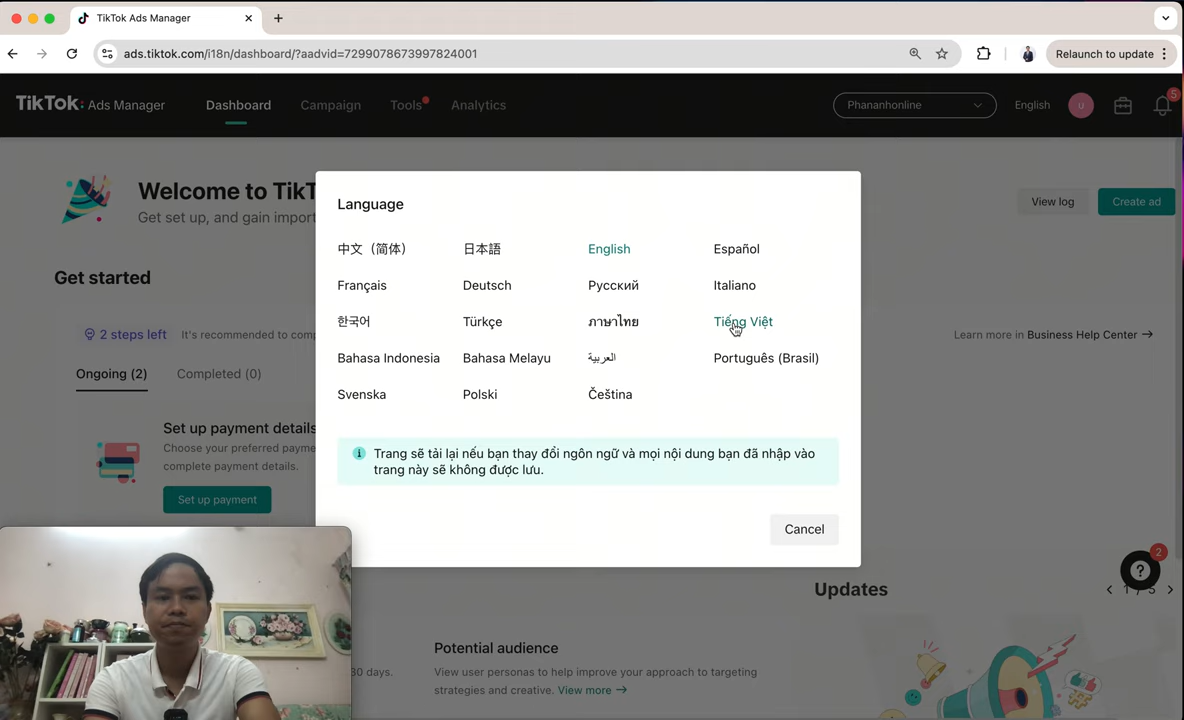 TikTok Ads Manager
ads.tiktok.com/i18n/dashboard/?aadvid=7299078673997824001
Relaunch to update
TikTok: Ads Manager
Dashboard
Campaign
Tools
Analytics
Phananhonline
English
U
5
Welcome to TikT
Get set up, and gain import
View log
Create ad
Get started
2 steps left
It's recommended to comp
Learn more in Business Help Center →
Ongoing (2)
Completed (0)
Set up payment details
Choose your preferred payme
complete payment details.
Set up payment
Language
中文（简体）
日本語
English
Español
Français
Deutsch
Русский
Italiano
한국어
Türkçe
ภาษาไทย
Tiếng Việt
Bahasa Indonesia
Bahasa Melayu
العربية
Português (Brasil)
Svenska
Polski
Čeština
Trang sẽ tải lại nếu bạn thay đổi ngôn ngữ và mọi nội dung bạn đã nhập vào
trang này sẽ không được lưu.
Cancel
2
?
Updates
1 / 5
30 days.
Potential audience
View user personas to help improve your approach to targeting
strategies and creative. View more →